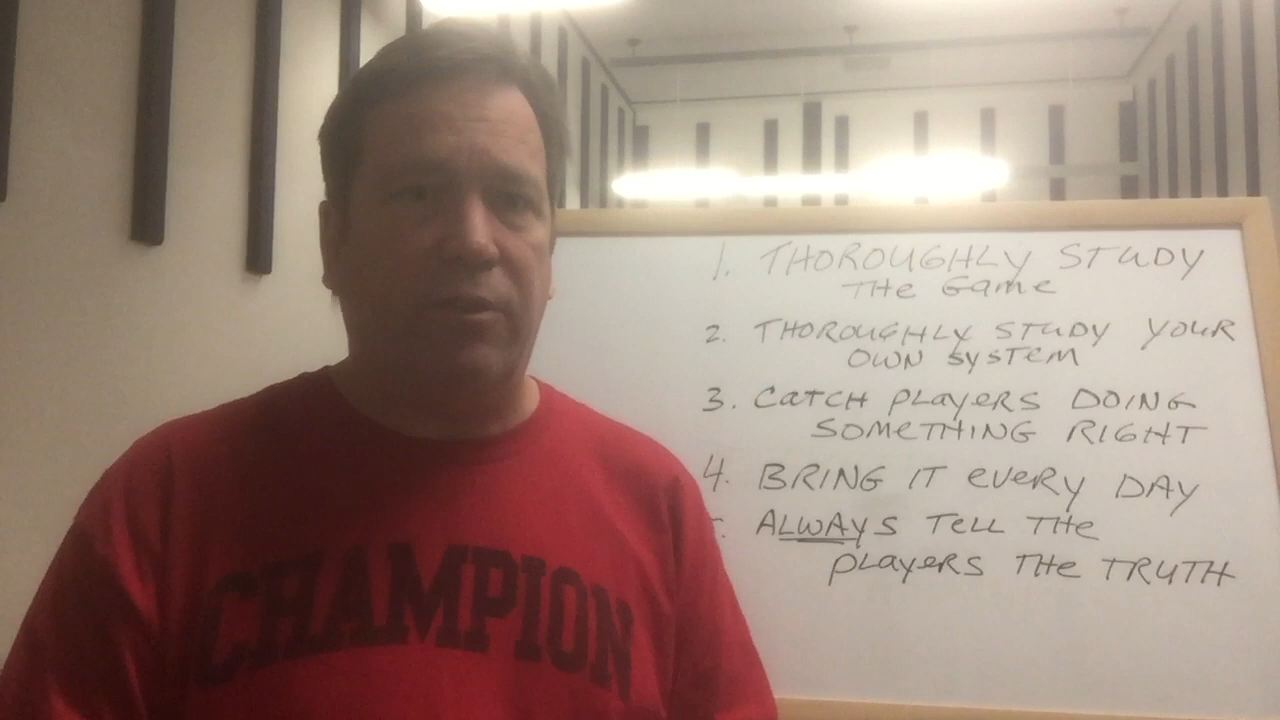 1. THOROUGHLY STUDY
THe Game
2. THOROUGHLY STUDY YOUR
OWN SYSTEM
3. CaTCH PLayeRS DOING
SOMeTHING RIGHT
4. BRING IT eveRy DAY
ALWAYS TeLL THe
PLayeRS THe TRUTH
CHAMPION